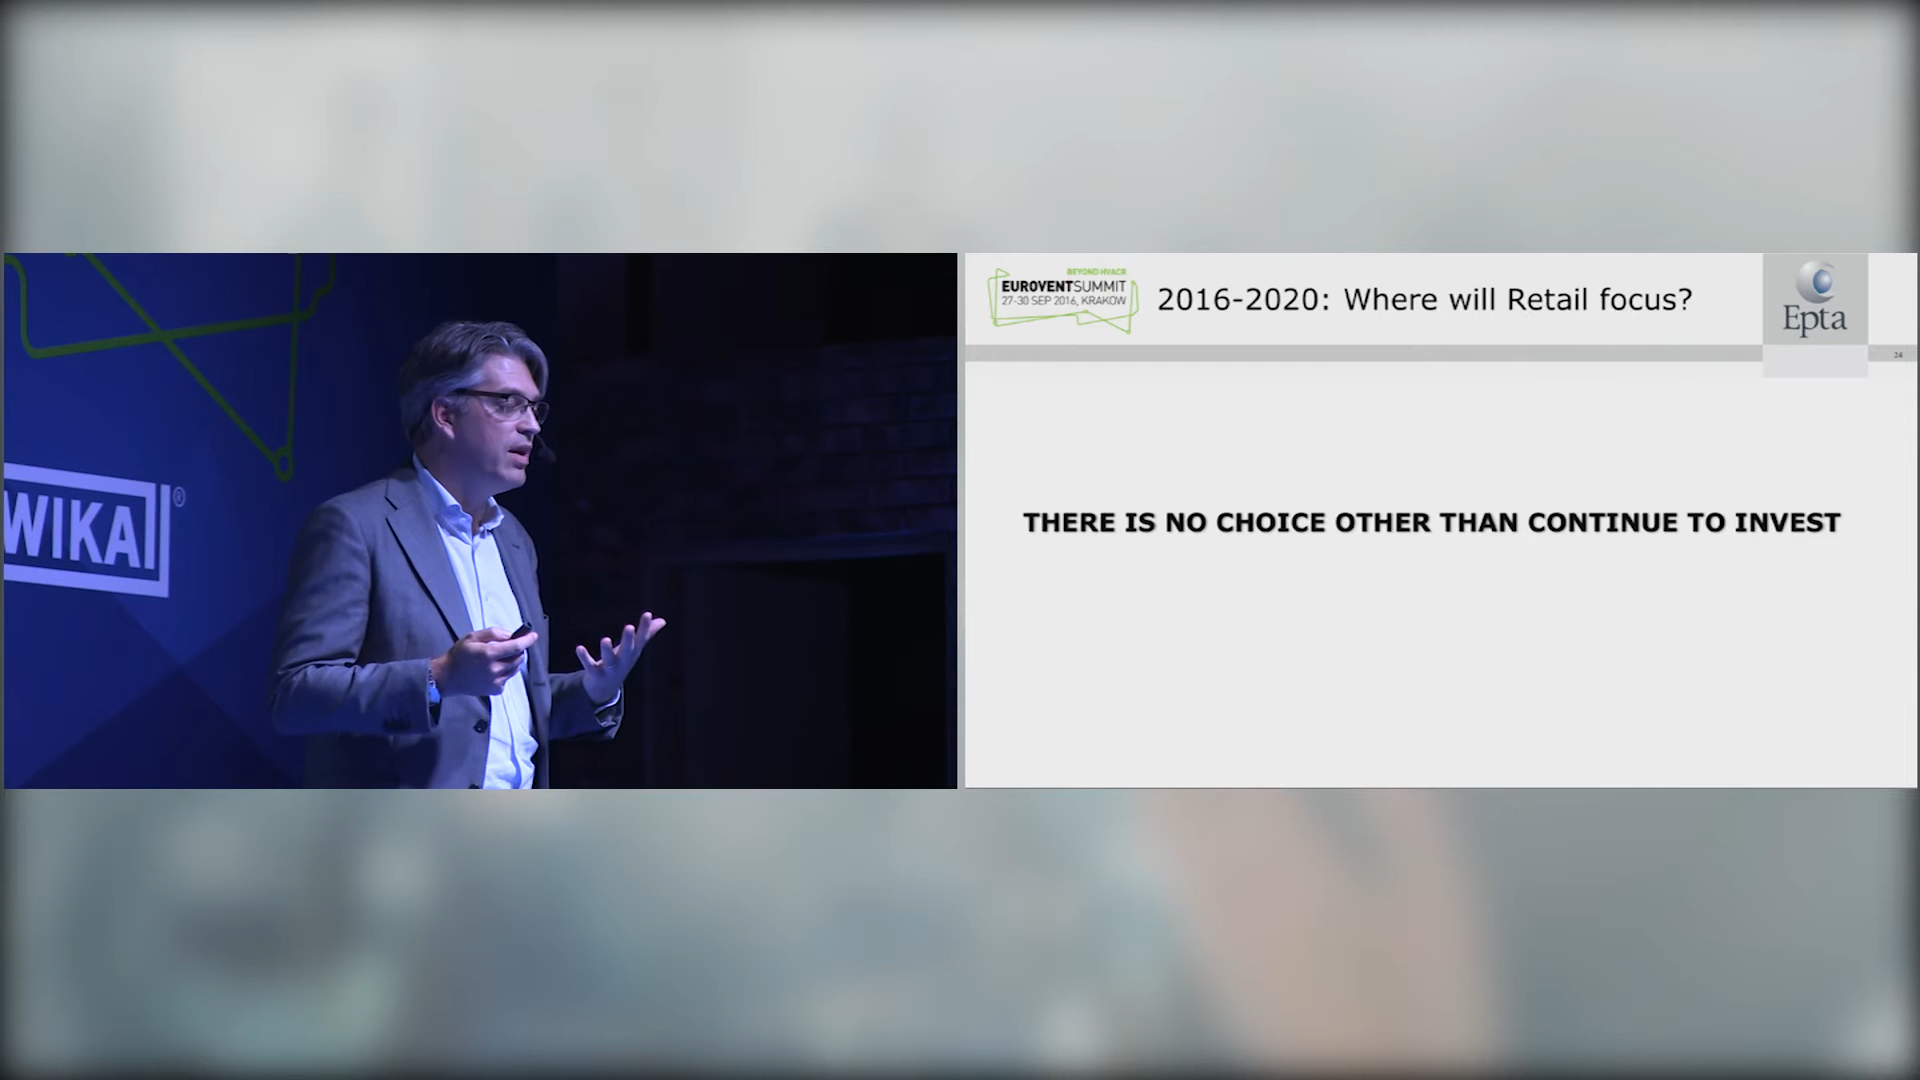 WIKA
®
BEYOND HVACR
EUROVENTSUMMIT
27-30 SEP 2016, KRAKOW
2016-2020: Where will Retail focus?
Epta
24
THERE IS NO CHOICE OTHER THAN CONTINUE TO INVEST